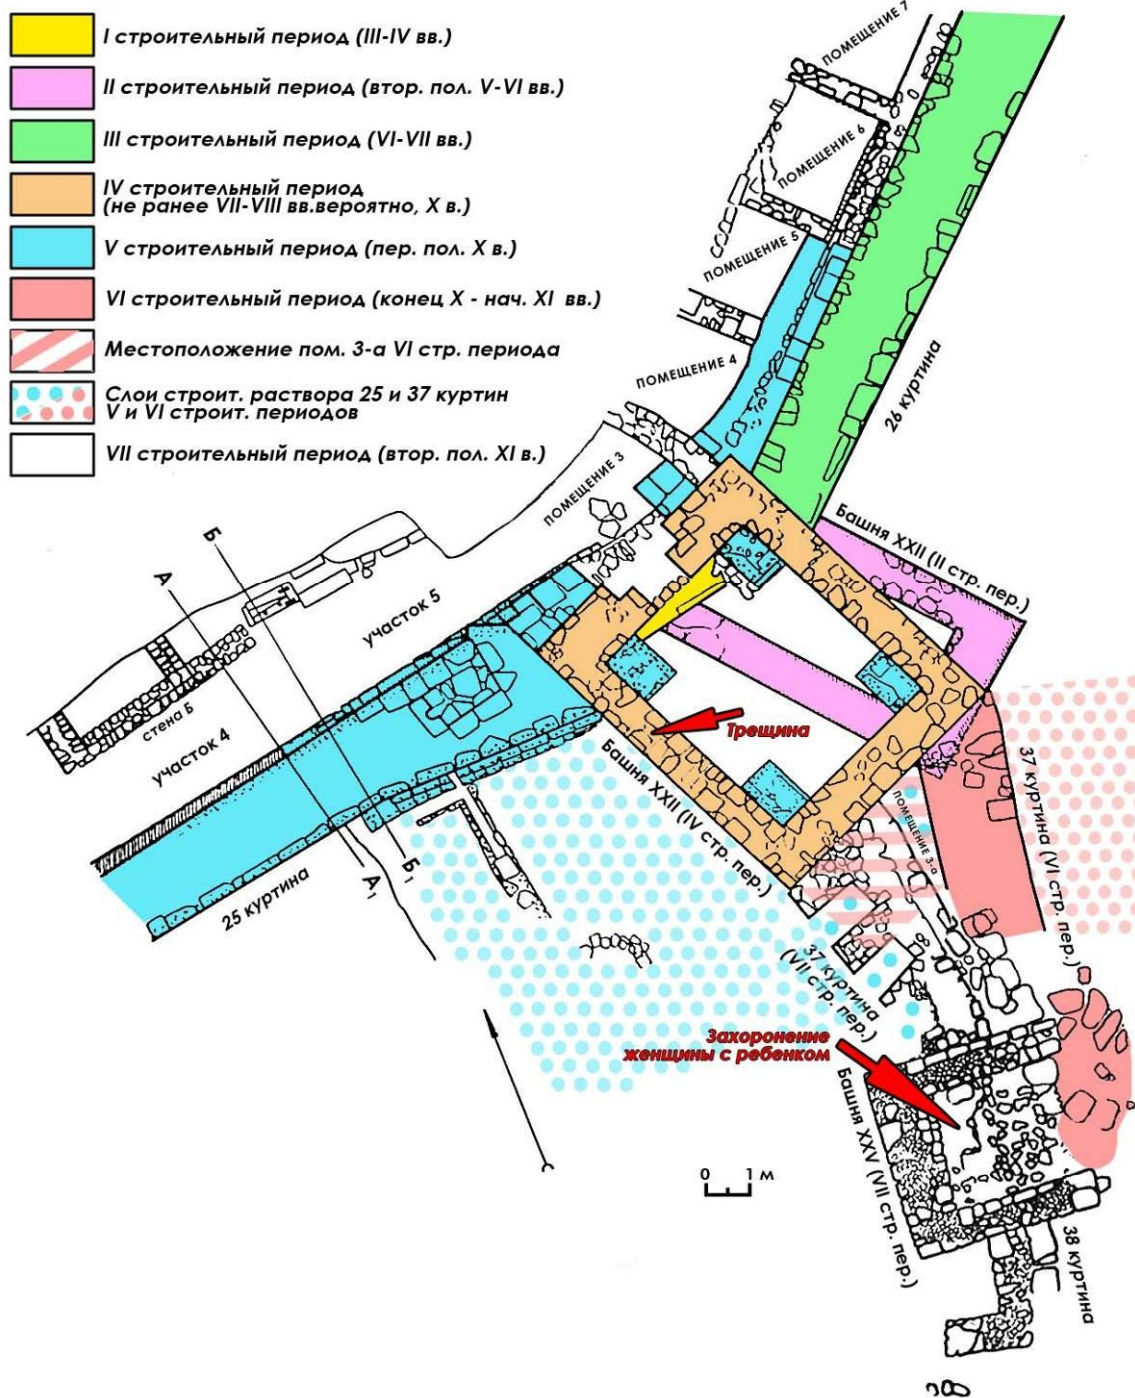 I строительный период (III-IV вв.)
II строительный период (втор. пол. V-VI вв.)
III строительный период (VI-VII вв.)
IV строительный период
(не ранее VII-VIII вв.вероятно, X в.)
V строительный период (пер. пол. X в.)
VI строительный период (конец X - нач. XI вв.)
Местоположение пом. 3-а VI стр. периода
Слои строит. раствора 25 и 37 куртин
V и VI строит. периодов
VII строительный период (втор. пол. XI в.)
ПОМЕЩЕНИЕ 7
ПОМЕЩЕНИЕ 6
ПОМЕЩЕНИЕ 5
ПОМЕЩЕНИЕ 4
26 куртина
ПОМЕЩЕНИЕ 3
Башня XXII (II стр. пер.)
Б
А
участок 5
стена Б
участок 4
Трещина
Башня XXII (IV стр. пер.)
37 куртина (VI стр. пер.)
ПОМЕЩЕНИЕ 3-а
Б1
А1
25 куртина
37 куртина
(VII стр. пер.)
Захоронение
женщины с ребенком
Башня XXV (VII стр. пер.)
0 1 м
38 куртина